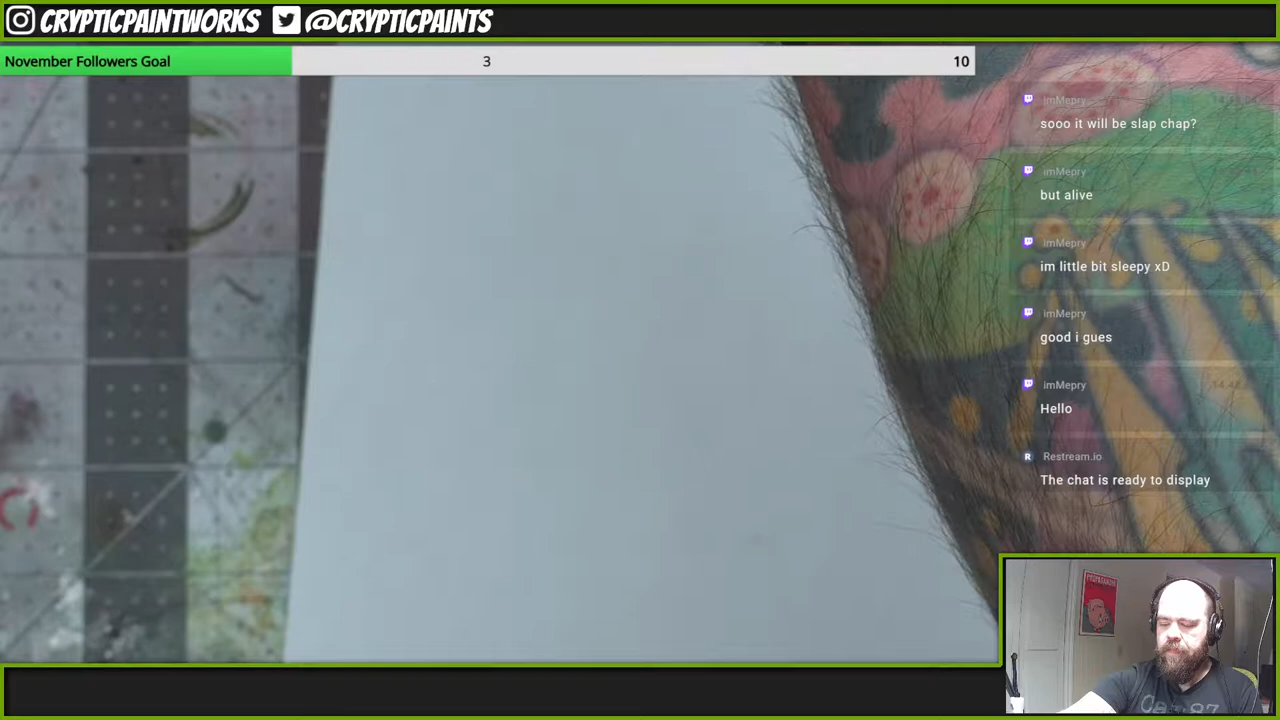 CRYPTICPAINTWORKS @CRYPTICPAINTS
November Followers Goal 3 10
imMepry
sooo it will be slap chap?
imMepry
but alive
imMepry
im little bit sleepy xD
imMepry
good i gues
imMepry
Hello
R Restream.io
The chat is ready to display